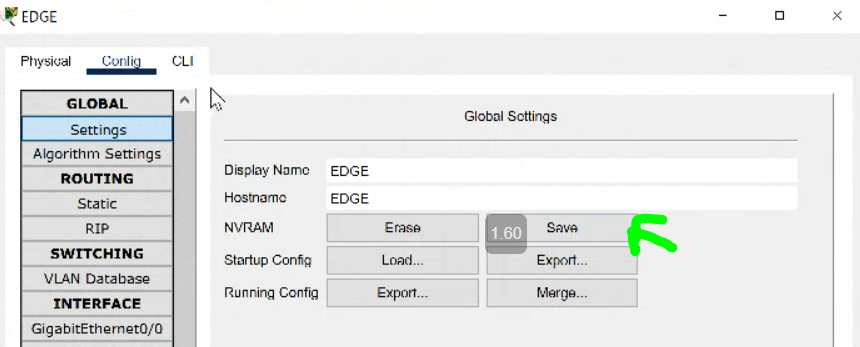 EDGE
Physical Config CLI
GLOBAL
Settings
Algorithm Settings
ROUTING
Static
RIP
SWITCHING
VLAN Database
INTERFACE
GigabitEthernet0/0
Global Settings
Display Name EDGE
Hostname EDGE
NVRAM Erase 1.60 Save
Startup Config Load... Export...
Running Config Export... Merge...